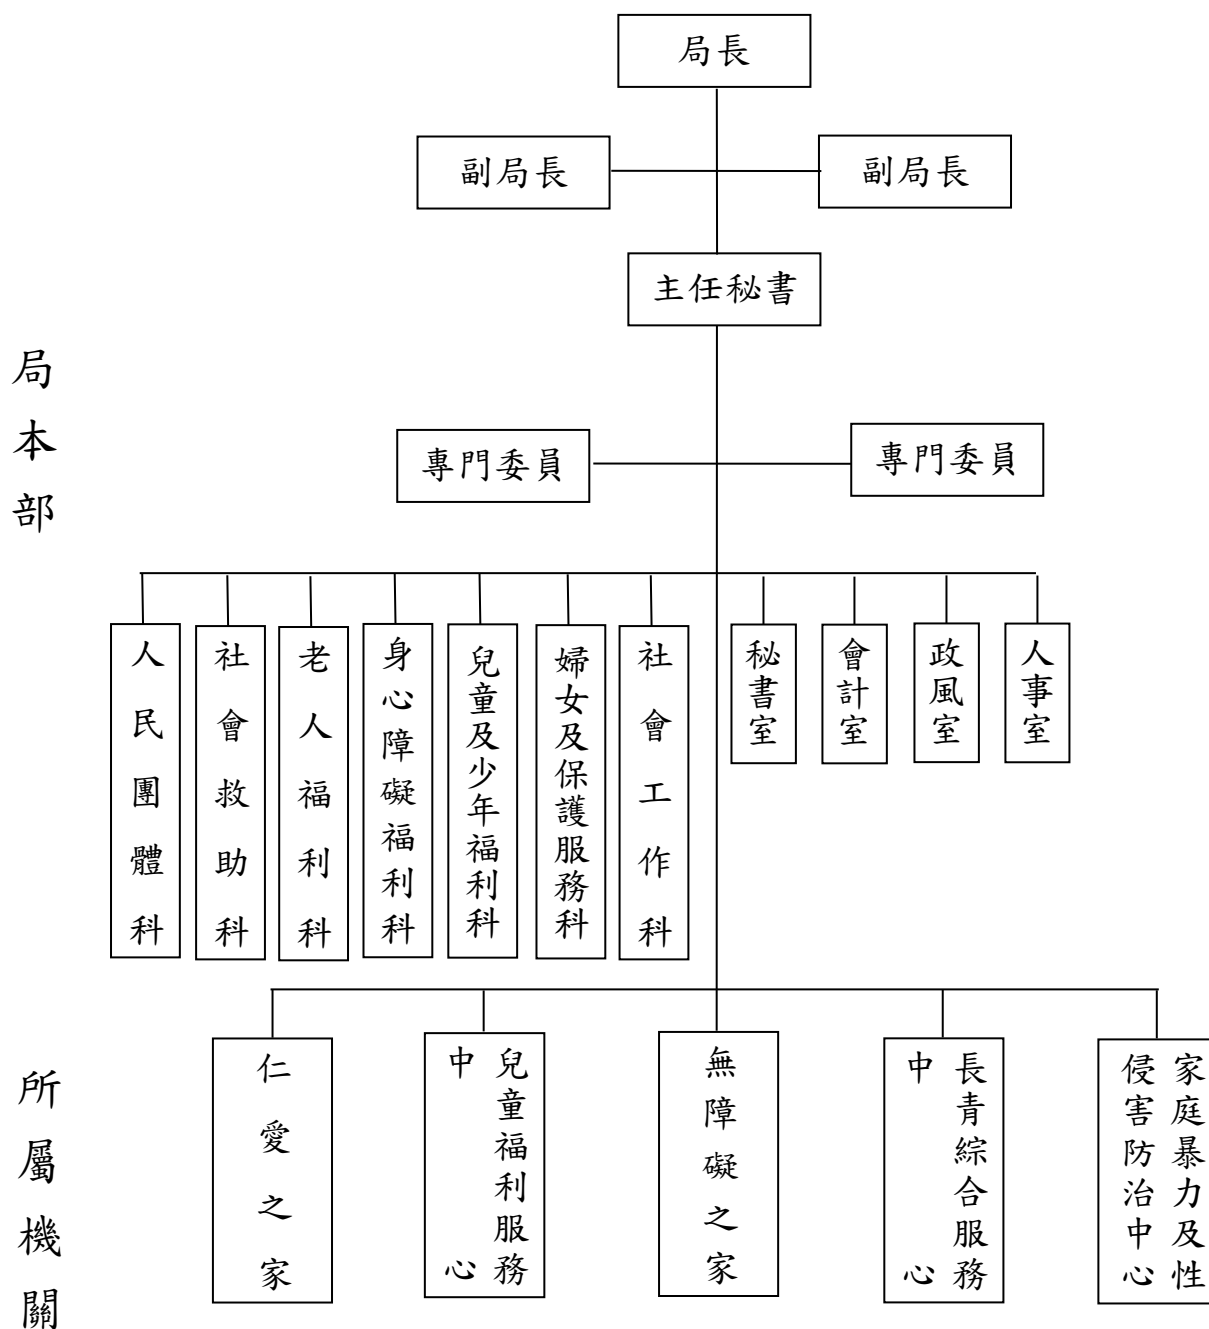 局長
副局長
副局長
主任秘書
局本部
專門委員
專門委員
人民團體科
社會救助科
老人福利科
身心障礙福利科
兒童及少年福利科
婦女及保護服務科
社會工作科
秘書室
會計室
政風室
人事室
所屬機關
仁愛之家
兒童福利服務
中心
無障礙之家
長青綜合服務
中心
家庭暴力及性
侵害防治中心